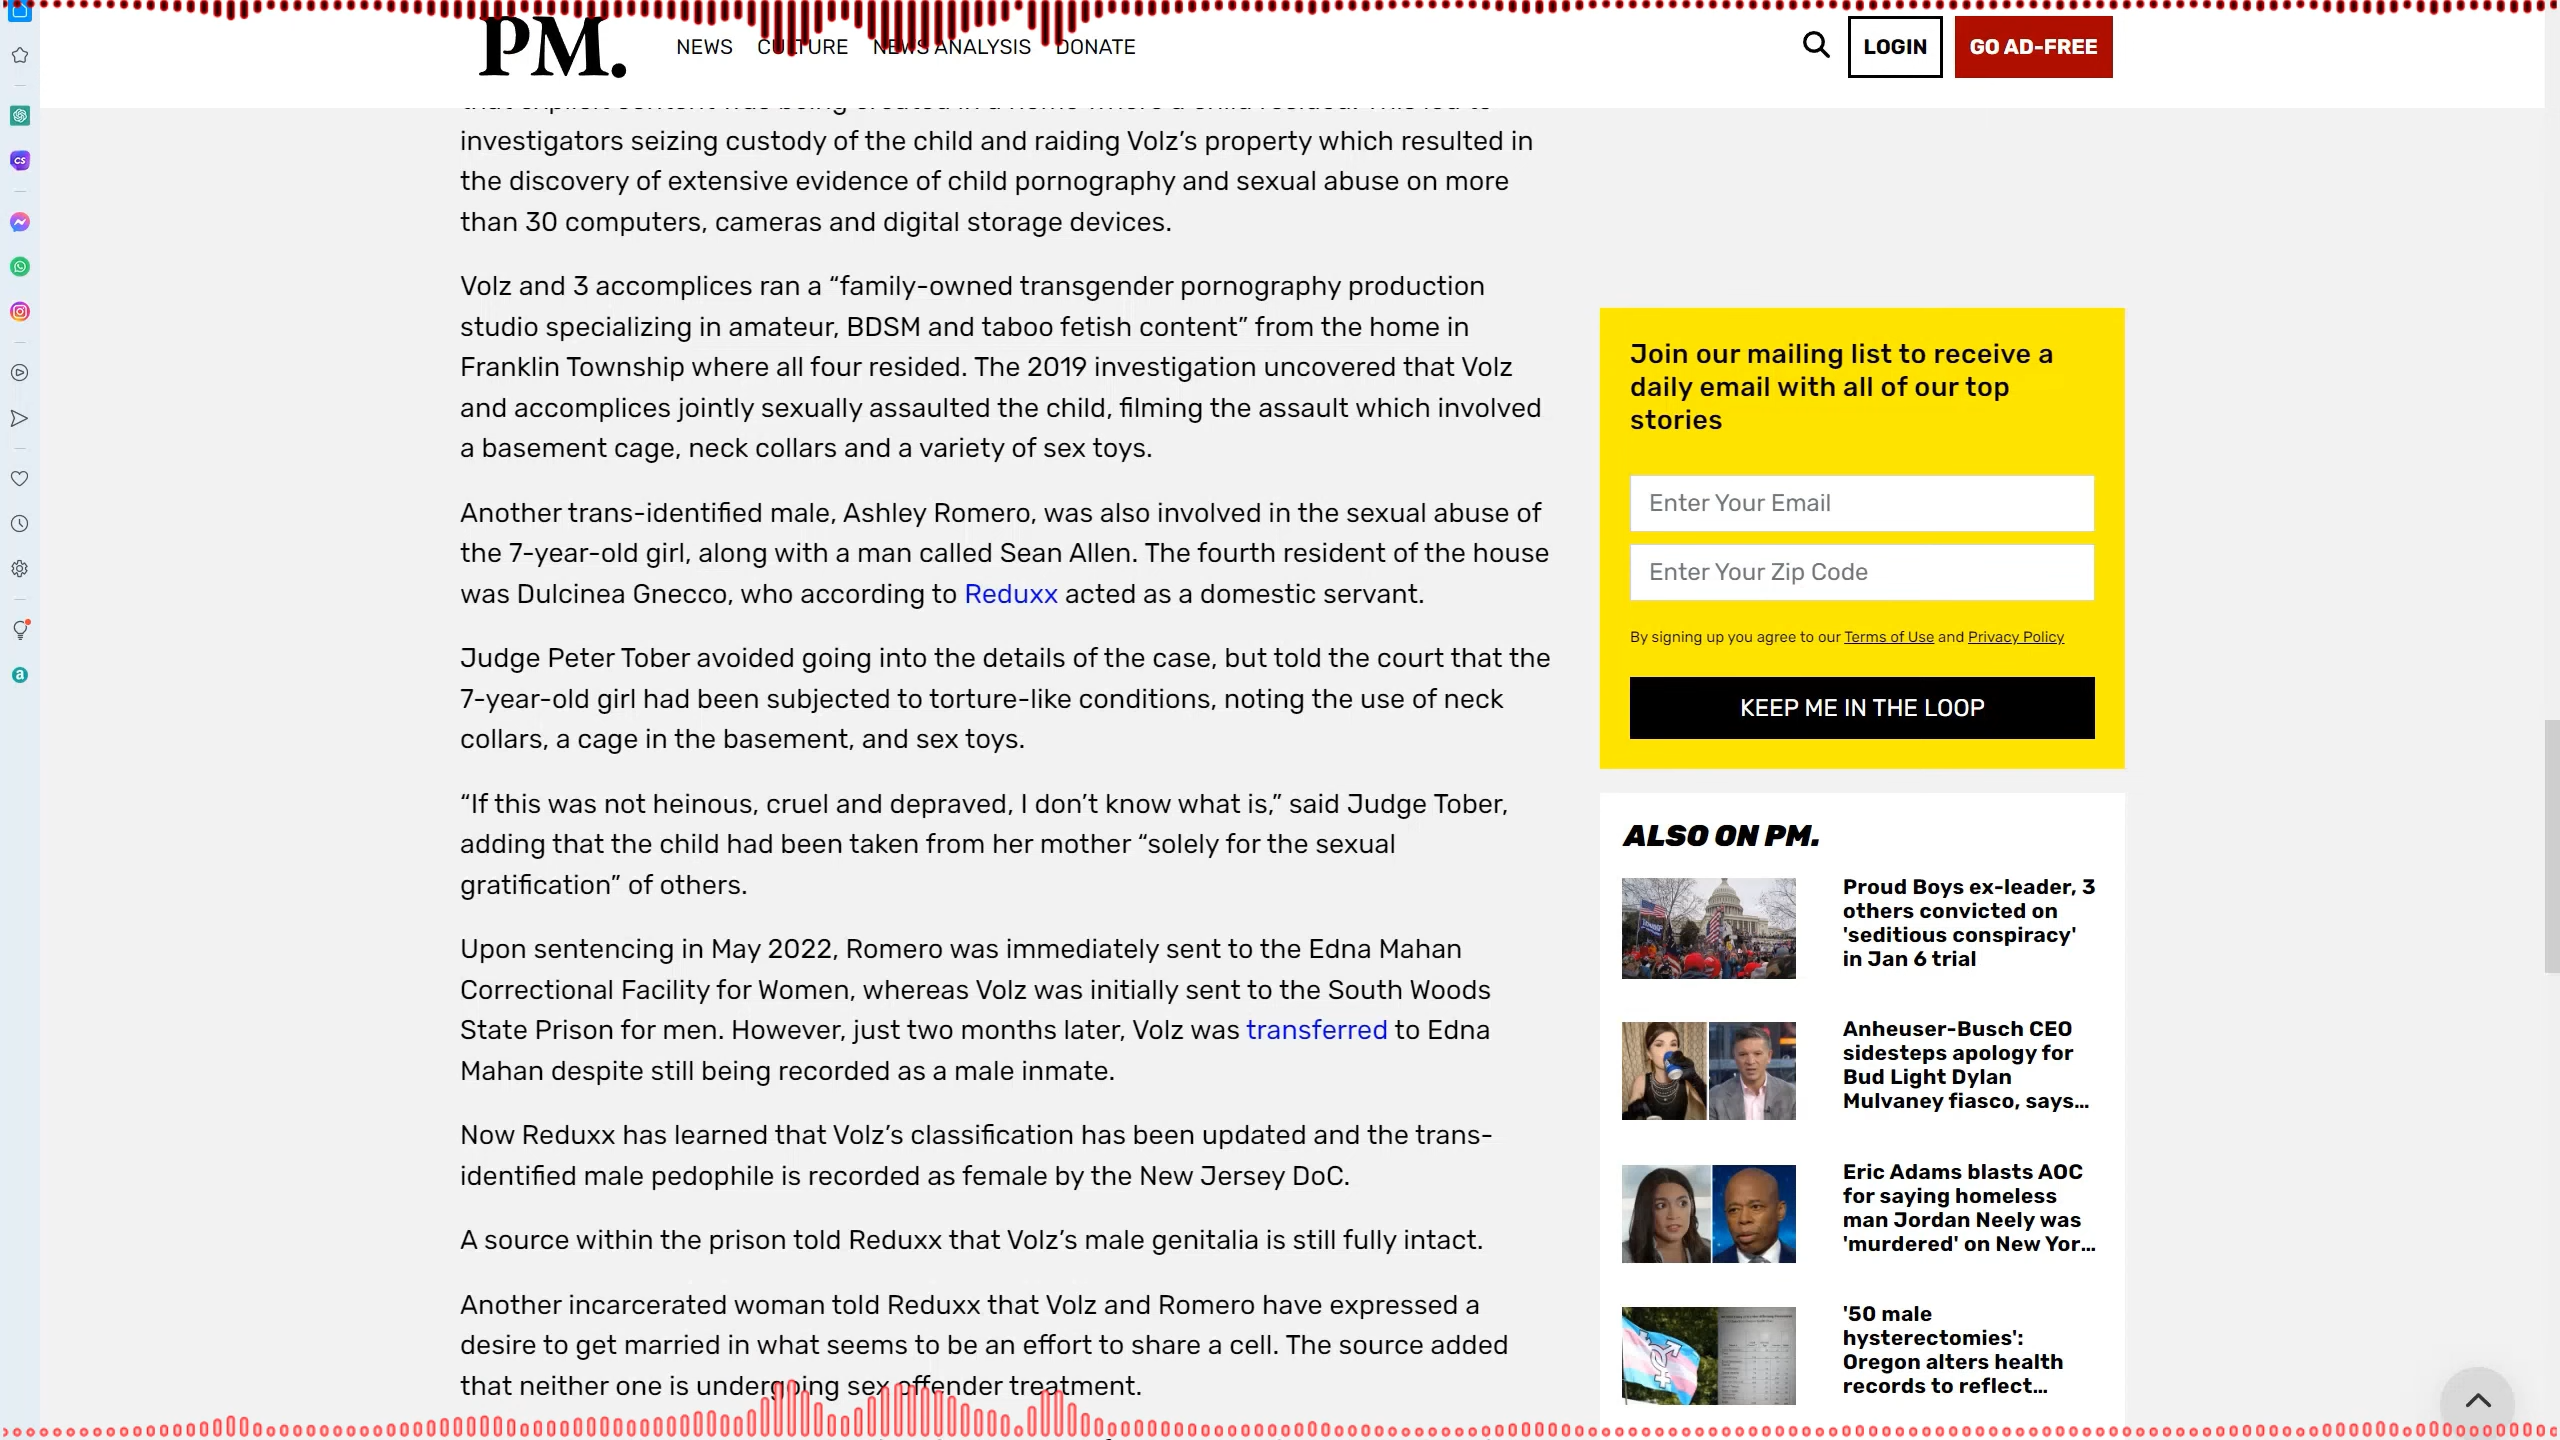 PM.
NEWS CULTURE NEWS ANALYSIS DONATE
LOGIN
GO AD-FREE
that explicit content was being created in a home where a child resided. This led to
investigators seizing custody of the child and raiding Volz’s property which resulted in
the discovery of extensive evidence of child pornography and sexual abuse on more
than 30 computers, cameras and digital storage devices.
Volz and 3 accomplices ran a “family-owned transgender pornography production
studio specializing in amateur, BDSM and taboo fetish content” from the home in
Franklin Township where all four resided. The 2019 investigation uncovered that Volz
and accomplices jointly sexually assaulted the child, filming the assault which involved
a basement cage, neck collars and a variety of sex toys.
Another trans-identified male, Ashley Romero, was also involved in the sexual abuse of
the 7-year-old girl, along with a man called Sean Allen. The fourth resident of the house
was Dulcinea Gnecco, who according to Reduxx acted as a domestic servant.
Judge Peter Tober avoided going into the details of the case, but told the court that the
7-year-old girl had been subjected to torture-like conditions, noting the use of neck
collars, a cage in the basement, and sex toys.
“If this was not heinous, cruel and depraved, I don’t know what is,” said Judge Tober,
adding that the child had been taken from her mother “solely for the sexual
gratification” of others.
Upon sentencing in May 2022, Romero was immediately sent to the Edna Mahan
Correctional Facility for Women, whereas Volz was initially sent to the South Woods
State Prison for men. However, just two months later, Volz was transferred to Edna
Mahan despite still being recorded as a male inmate.
Now Reduxx has learned that Volz’s classification has been updated and the trans-
identified male pedophile is recorded as female by the New Jersey DoC.
A source within the prison told Reduxx that Volz’s male genitalia is still fully intact.
Another incarcerated woman told Reduxx that Volz and Romero have expressed a
desire to get married in what seems to be an effort to share a cell. The source added
that neither one is undergoing sex offender treatment.
Join our mailing list to receive a
daily email with all of our top
stories
Enter Your Email
Enter Your Zip Code
By signing up you agree to our Terms of Use and Privacy Policy
KEEP ME IN THE LOOP
ALSO ON PM.
Proud Boys ex-leader, 3
others convicted on
'seditious conspiracy'
in Jan 6 trial
Anheuser-Busch CEO
sidesteps apology for
Bud Light Dylan
Mulvaney fiasco, says...
Eric Adams blasts AOC
for saying homeless
man Jordan Neely was
'murdered' on New Yor...
'50 male
hysterectomies':
Oregon alters health
records to reflect...